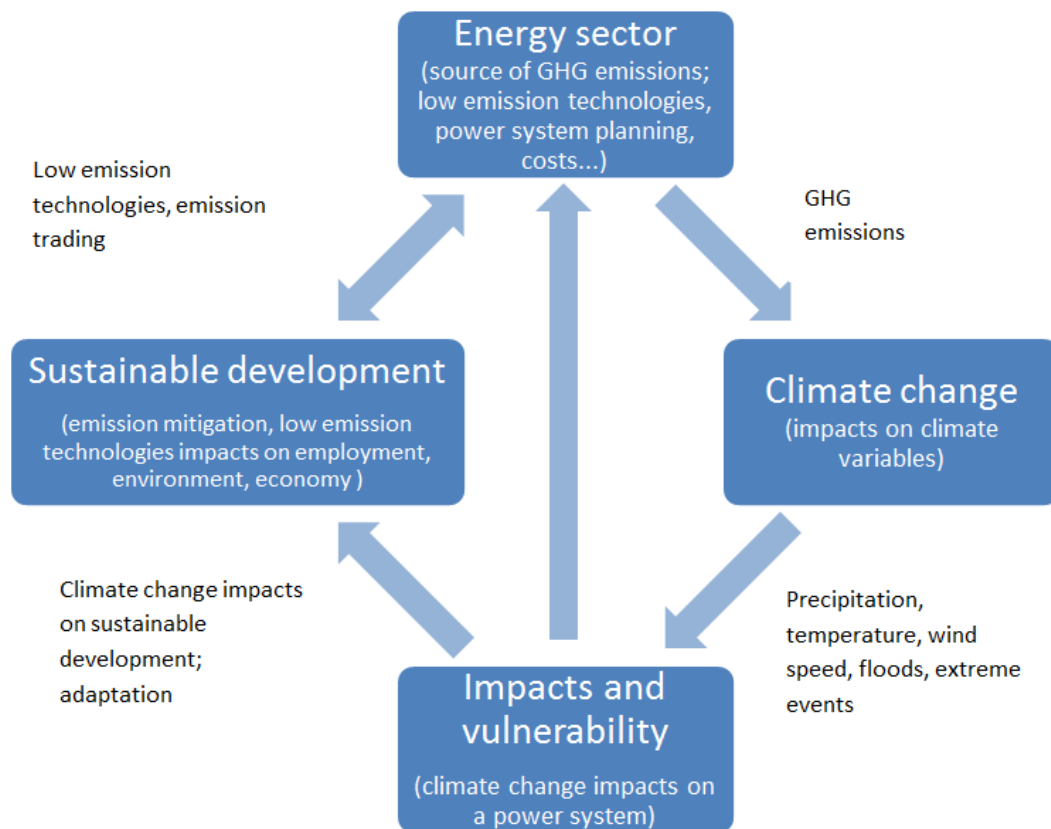 Energy sector
(source of GHG emissions;
low emission technologies,
power system planning,
costs...)
Low emission
technologies, emission
trading
GHG
emissions
Sustainable development
(emission mitigation, low emission
technologies impacts on employment,
environment, economy )
Climate change
(impacts on climate
variables)
Climate change impacts
on sustainable
development;
adaptation
Precipitation,
temperature, wind
speed, floods, extreme
events
Impacts and
vulnerability
(climate change impacts on
a power system)